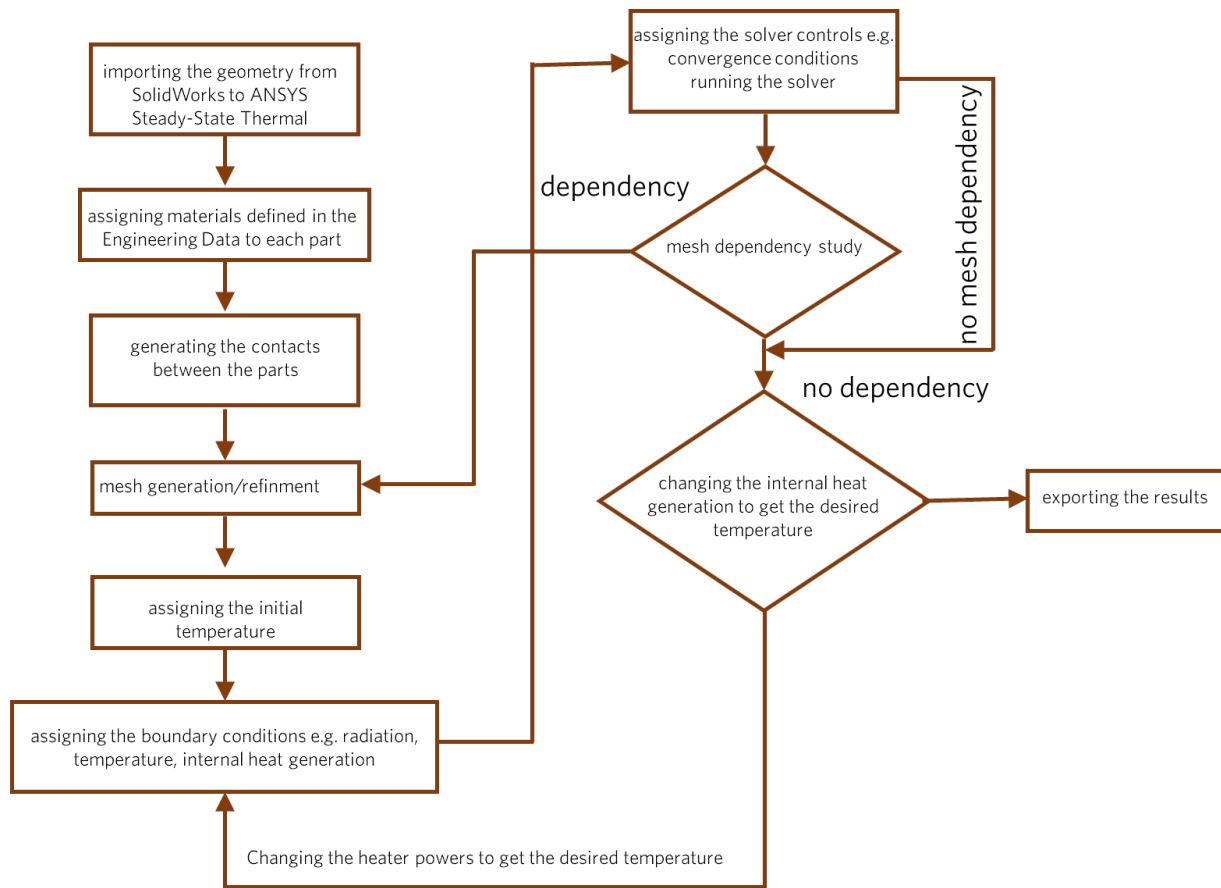 importing the geometry from
SolidWorks to ANSYS
Steady-State Thermal
assigning materials defined in the
Engineering Data to each part
generating the contacts
between the parts
mesh generation/refinment
assigning the initial
temperature
assigning the boundary conditions e.g. radiation,
temperature, internal heat generation
assigning the solver controls e.g.
convergence conditions
running the solver
no mesh dependency
dependency
mesh dependency study
no dependency
changing the internal heat
generation to get the desired
temperature
exporting the results
Changing the heater powers to get the desired temperature